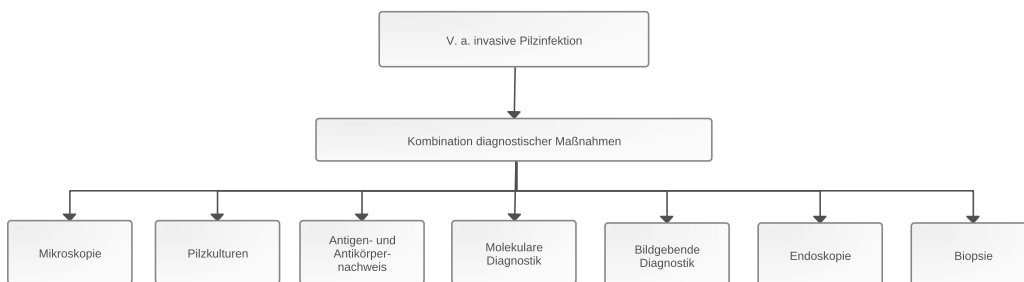 V. a. invasive Pilzinfektion
Kombination diagnostischer Maßnahmen
Mikroskopie
Pilzkulturen
Antigen- und
Antikörper-
nachweis
Molekulare
Diagnostik
Bildgebende
Diagnostik
Endoskopie
Biopsie